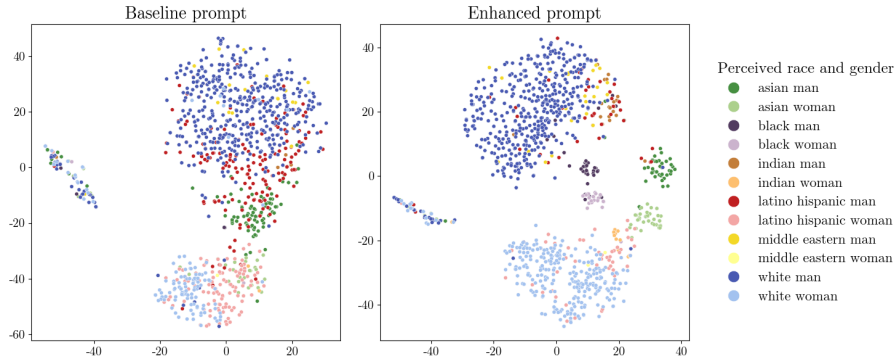 Baseline prompt
Enhanced prompt
40
20
0
-20
-40
-60
-40
-20
0
20
40
20
0
-20
-40
-40
-20
0
20
40
Perceived race and gender
asian man
asian woman
black man
black woman
indian man
indian woman
latino hispanic man
latino hispanic woman
middle eastern man
middle eastern woman
white man
white woman